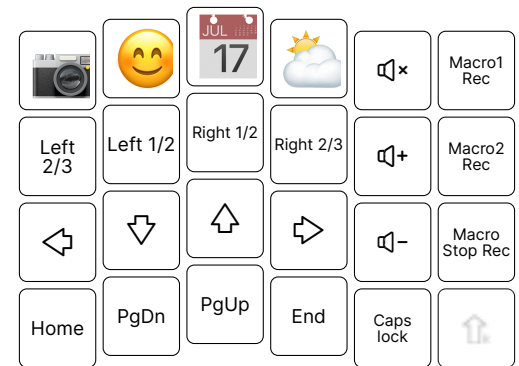 JUL
17
×
Macro1
Rec
Left
2/3
Left 1/2
Right 1/2
Right 2/3
+
Macro2
Rec
-
Macro
Stop Rec
Home
PgDn
PgUp
End
Caps
lock